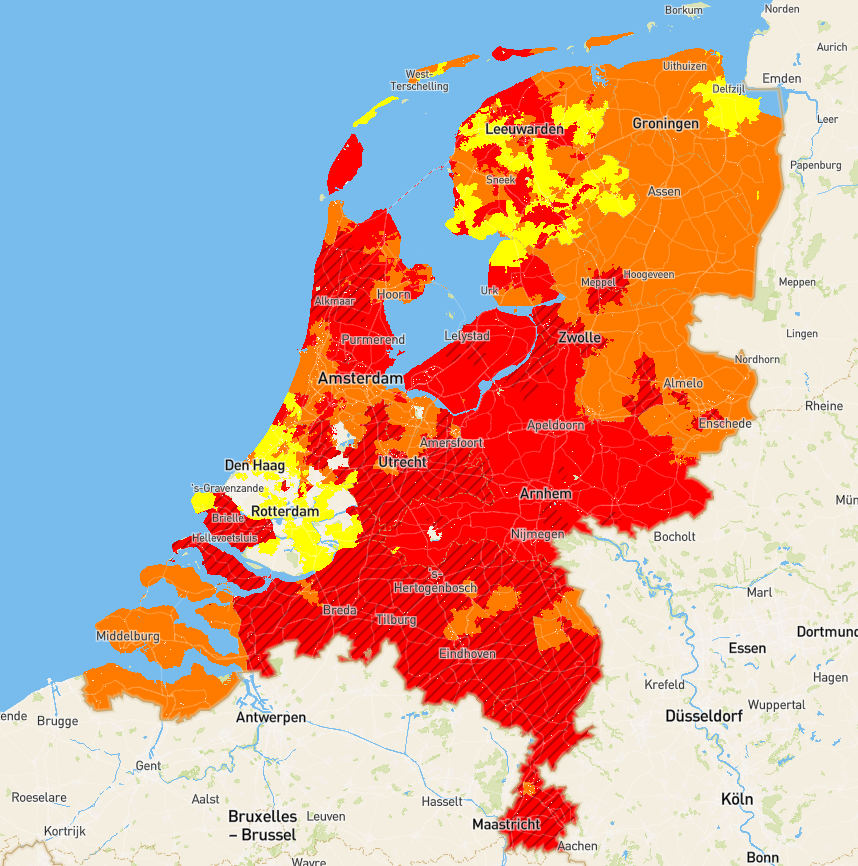 Borkum
Norden
Aurich
Uithuizen
Emden
West-
Terschelling
Delfzijl
Leer
Leeuwarden
Groningen
Papenburg
Sneek
Assen
Urk
Meppel
Hoogeveen
Meppen
Alkmaar
Hoorn
Purmerend
Lelystad
Zwolle
Lingen
Nordhorn
Amsterdam
Almelo
Rheine
Apeldoorn
Enschede
Amersfoort
Den Haag
Utrecht
's-Gravenzande
Arnhem
Mün
Rotterdam
Brielle
Hellevoetsluis
Nijmegen
Bocholt
's-
Hertogenbosch
Marl
Breda
Tilburg
Middelburg
Dortmund
Essen
Eindhoven
Krefeld
Hagen
Wuppertal
ende
Brugge
Antwerpen
Düsseldorf
Gent
Roeselare
Aalst
Hasselt
Köln
Bruxelles
– Brussel
Leuven
Maastricht
Kortrijk
Aachen
Wavre
Bonn